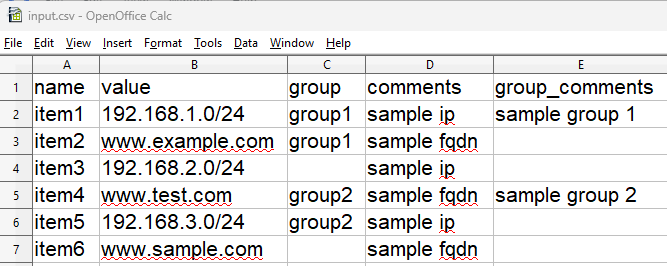 input.csv - OpenOffice Calc
File Edit View Insert Format Tools Data Window Help
A B C D E
1 name value group comments group_comments
2 item1 192.168.1.0/24 group1 sample ip sample group 1
3 item2 www.example.com group1 sample fqdn
4 item3 192.168.2.0/24 sample ip
5 item4 www.test.com group2 sample fqdn sample group 2
6 item5 192.168.3.0/24 group2 sample ip
7 item6 www.sample.com sample fqdn